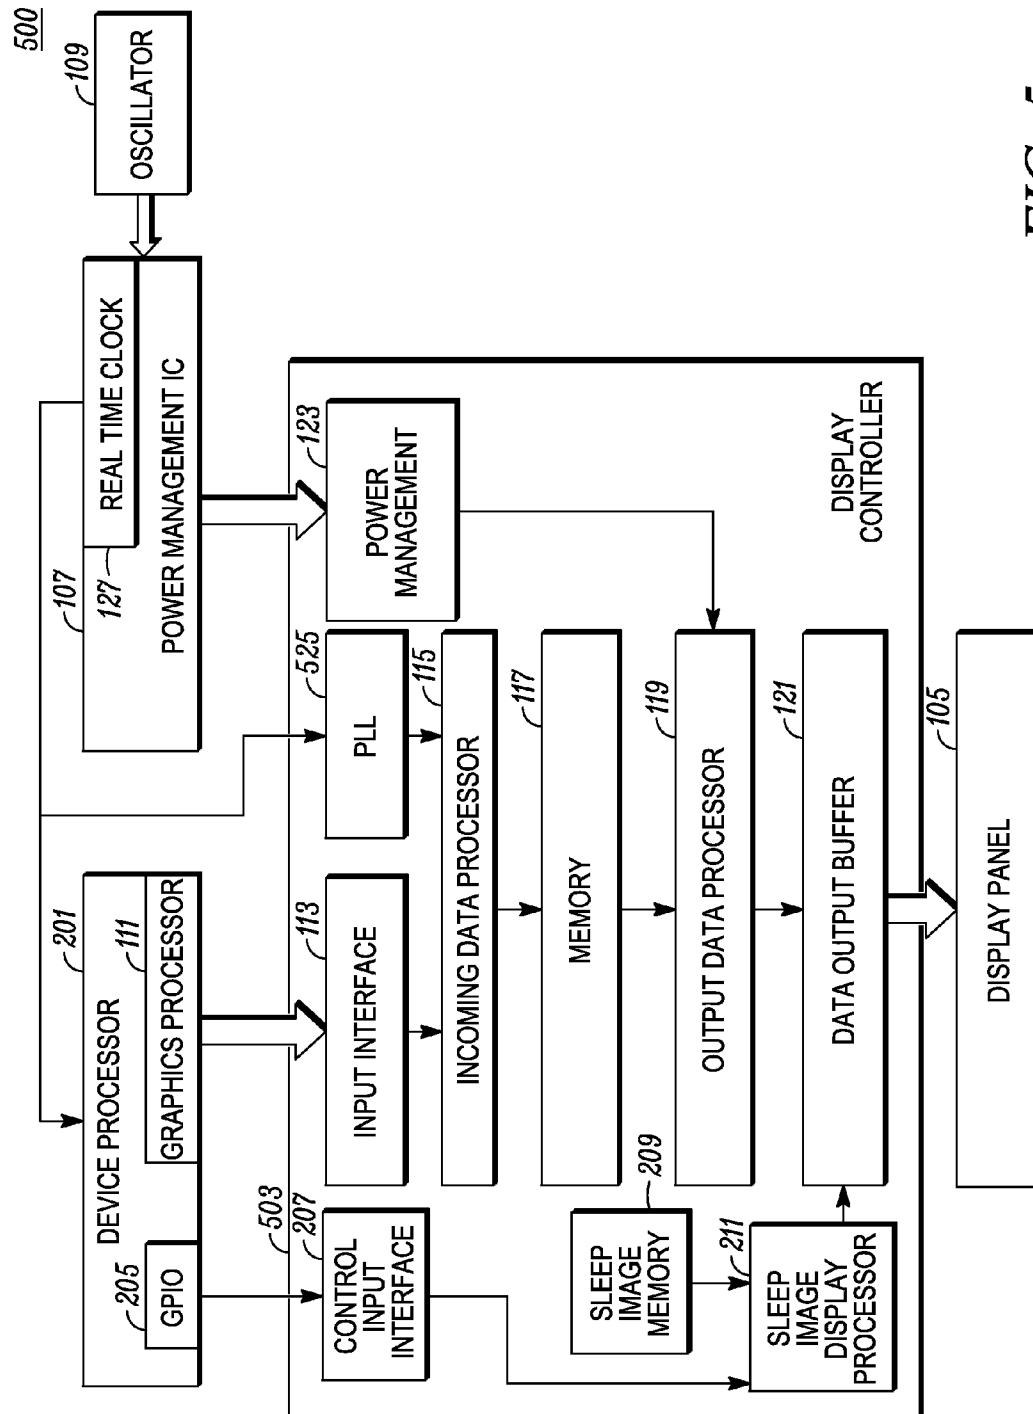 500
109
OSCILLATOR
107
127
REAL TIME CLOCK
POWER MANAGEMENT IC
201
DEVICE PROCESSOR
111
GRAPHICS PROCESSOR
205
GPIO
503
207
CONTROL
INPUT
INTERFACE
113
INPUT INTERFACE
525
PLL
123
POWER
MANAGEMENT
115
INCOMING DATA PROCESSOR
117
MEMORY
209
SLEEP
IMAGE
MEMORY
119
OUTPUT DATA PROCESSOR
211
SLEEP
IMAGE
DISPLAY
PROCESSOR
121
DATA OUTPUT BUFFER
DISPLAY
CONTROLLER
105
DISPLAY PANEL
FIG. 5